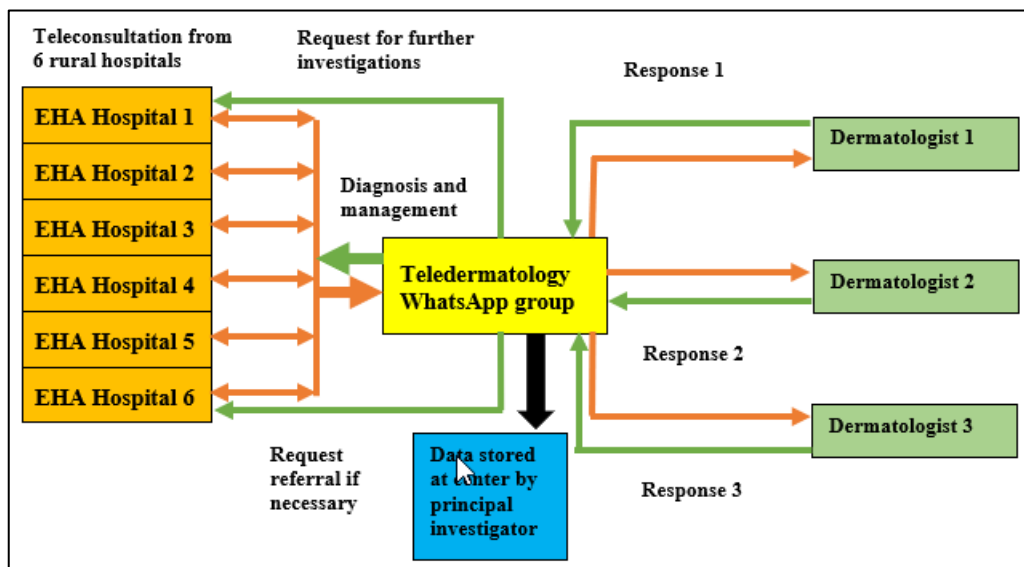 Teleconsultation from
6 rural hospitals
Request for further
investigations
Response 1
EHA Hospital 1
EHA Hospital 2
EHA Hospital 3
EHA Hospital 4
EHA Hospital 5
EHA Hospital 6
Diagnosis and
management
Teledermatology
WhatsApp group
Dermatologist 1
Dermatologist 2
Response 2
Dermatologist 3
Response 3
Request
referral if
necessary
Data stored
at center by
principal
investigator